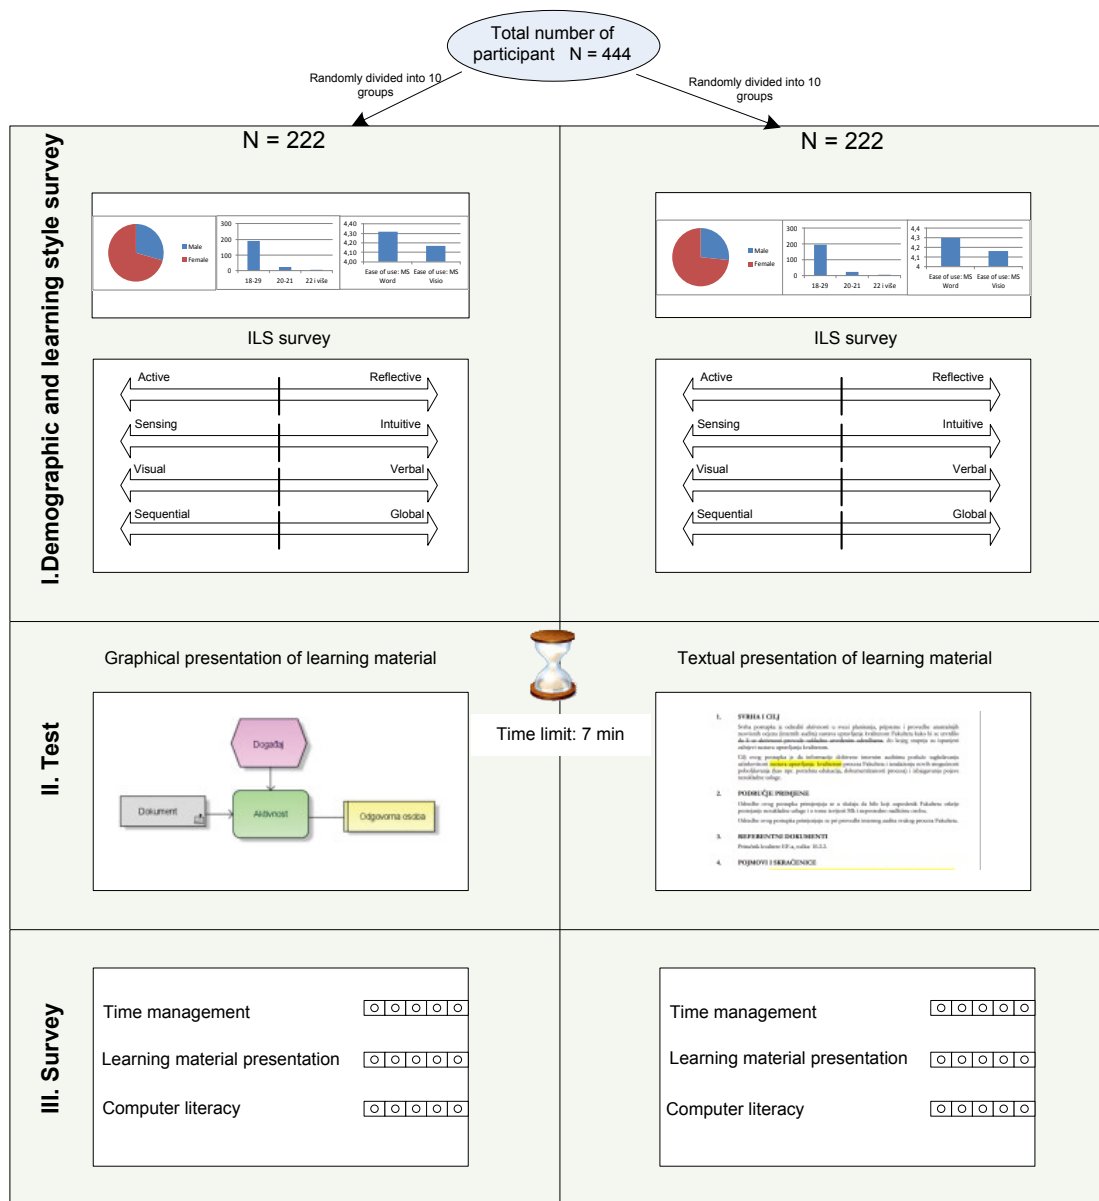 Total number of
participant N = 444
Randomly divided into 10
groups
Randomly divided into 10
groups
I.Demographic and learning style survey
N = 222
Male
Female
300
200
100
0
18-29
20-21
22 i više
4,40
4,30
4,20
4,10
4,00
Ease of use: MS
Word
Ease of use: MS
Visio
ILS survey
Active
Reflective
Sensing
Intuitive
Visual
Verbal
Sequential
Global
N = 222
Male
Female
300
200
100
0
18-29
20-21
22 i više
4,4
4,3
4,2
4,1
4
Ease of use: MS
Word
Ease of use: MS
Visio
ILS survey
Active
Reflective
Sensing
Intuitive
Visual
Verbal
Sequential
Global
II. Test
Graphical presentation of learning material
Događaj
Dokument
Aktivnost
Odgovorna osoba
Time limit: 7 min
Textual presentation of learning material
1. SVRHA I CILJ
2. PODRUČJE PRIMJENE
3. REFERENTNI DOKUMENTI
4. POJMOVI I SKRAĆENICE
III. Survey
Time management
Learning material presentation
Computer literacy
Time management
Learning material presentation
Computer literacy